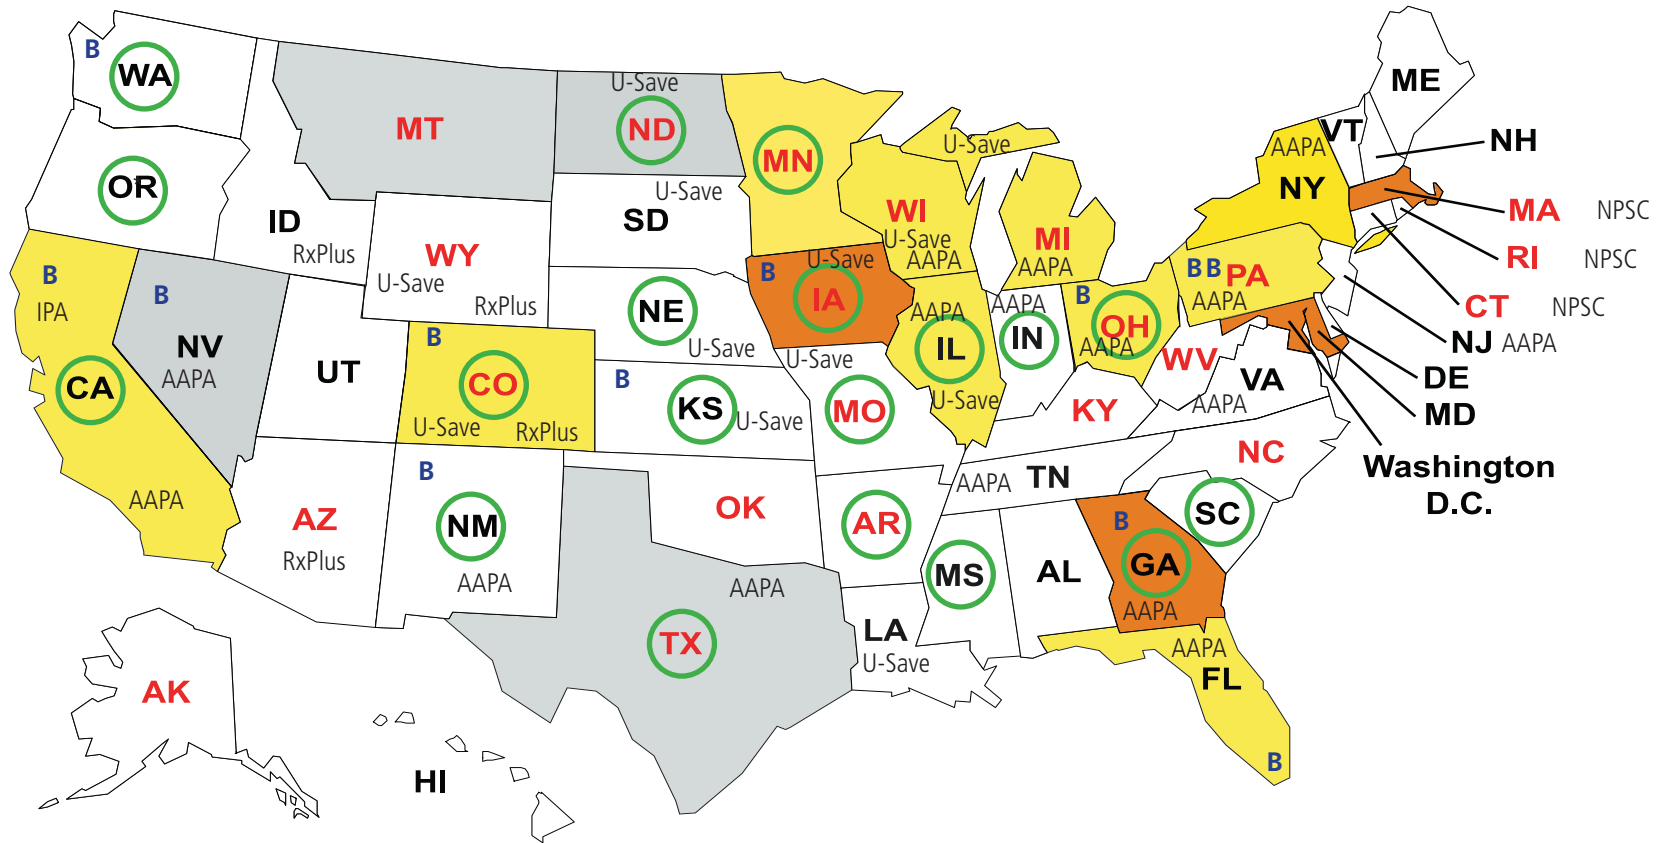 B
WA
OR
ID
RxPlus
MT
U-Save
ND
U-Save
SD
WY
U-Save
RxPlus
MN
U-Save
WI
U-Save
AAPA
MI
AAPA
AAPA
NY
VT
ME
NH
MA NPSC
RI NPSC
CT NPSC
NJ AAPA
DE
MD
Washington
D.C.
B
IPA
CA
AAPA
B
NV
AAPA
UT
B
CO
U-Save RxPlus
NE
U-Save
B
KS
U-Save
U-Save
B
IA
U-Save
MO
AAPA
IL
U-Save
AAPA
IN
B
OH
AAPA
B B
PA
AAPA
WV
VA
AAPA
KY
NC
TN
AAPA
SC
AZ
RxPlus
B
NM
AAPA
OK
AR
AAPA
TX
LA
U-Save
MS
AL
B
GA
AAPA
AAPA
FL
B
AK
HI